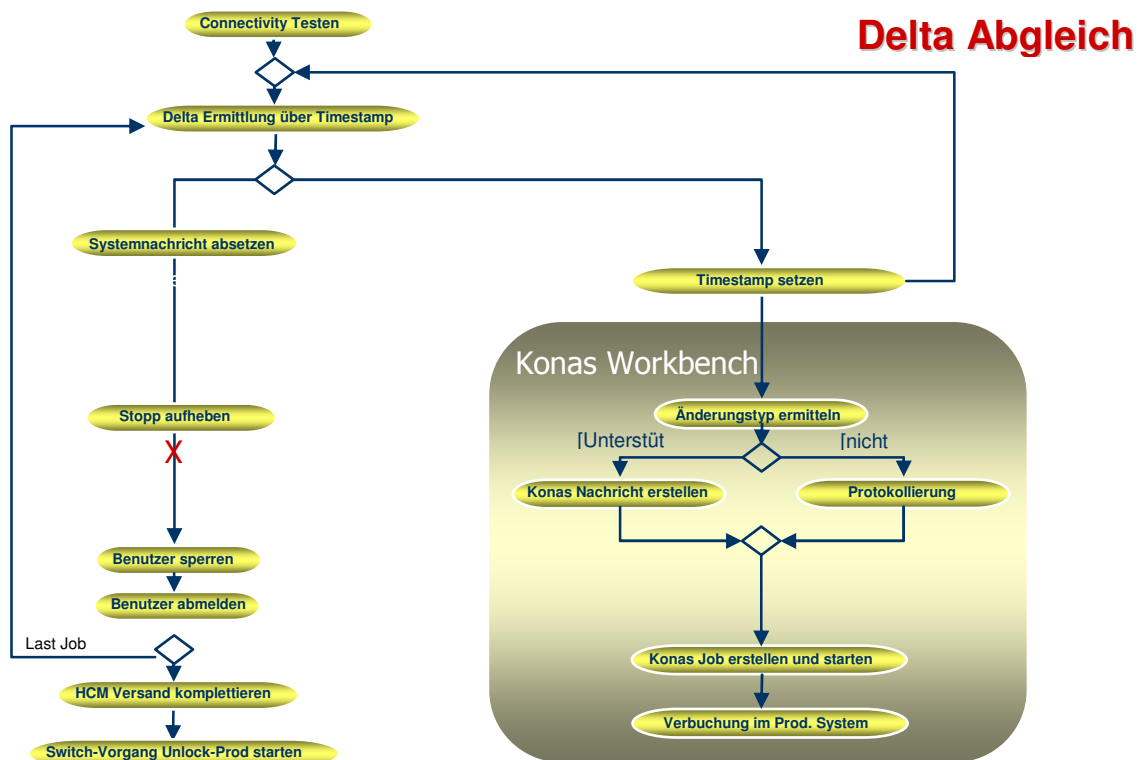 Connectivity Testen
Delta Abgleich
Delta Ermittlung über Timestamp
Systemnachricht absetzen
Timestamp setzen
Konas Workbench
Stopp aufheben
X
Änderungstyp ermitteln
[Unterstüt
[nicht
Konas Nachricht erstellen
Protokollierung
Benutzer sperren
Benutzer abmelden
Last Job
Konas Job erstellen und starten
HCM Versand komplettieren
Verbuchung im Prod. System
Switch-Vorgang Unlock-Prod starten